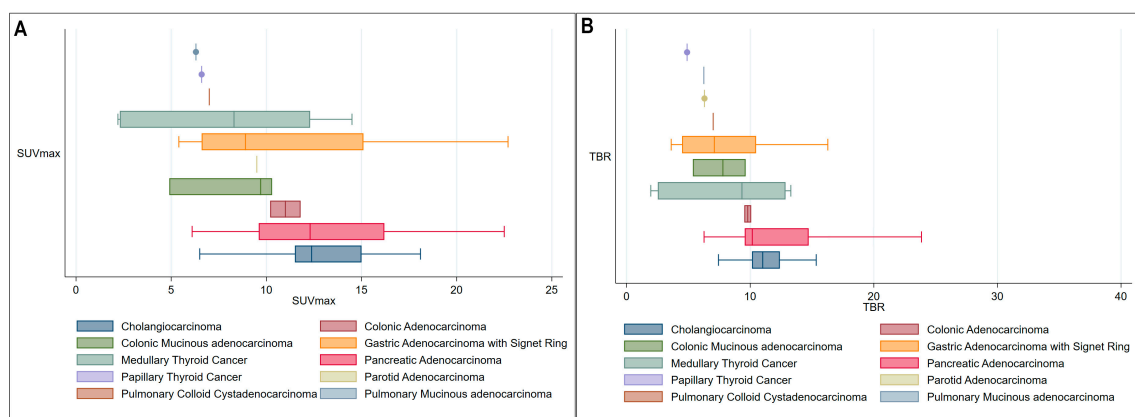 A
SUVmax
0 5 10 15 20 25
SUVmax
Cholangiocarcinoma Colonic Adenocarcinoma
Colonic Mucinous adenocarcinoma Gastric Adenocarcinoma with Signet Ring
Medullary Thyroid Cancer Pancreatic Adenocarcinoma
Papillary Thyroid Cancer Parotid Adenocarcinoma
Pulmonary Colloid Cystadenocarcinoma Pulmonary Mucinous adenocarcinoma
B
TBR
0 10 20 30 40
TBR
Cholangiocarcinoma Colonic Adenocarcinoma
Colonic Mucinous adenocarcinoma Gastric Adenocarcinoma with Signet Ring
Medullary Thyroid Cancer Pancreatic Adenocarcinoma
Papillary Thyroid Cancer Parotid Adenocarcinoma
Pulmonary Colloid Cystadenocarcinoma Pulmonary Mucinous adenocarcinoma